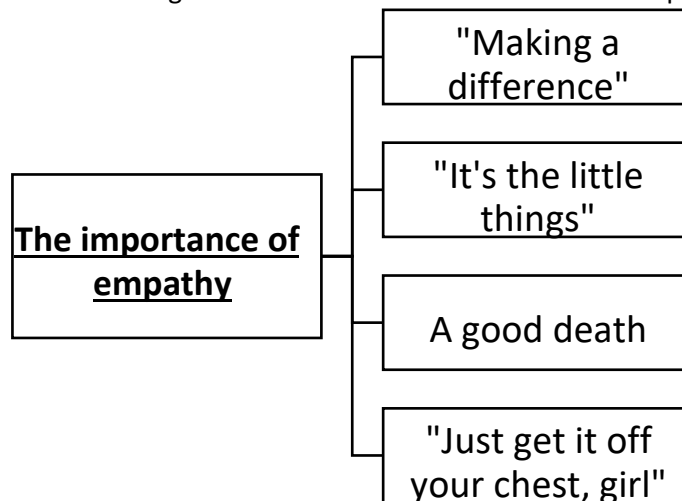 "Making a
difference"
"It's the little
things"
The importance of
empathy
A good death
"Just get it off
your chest, girl"